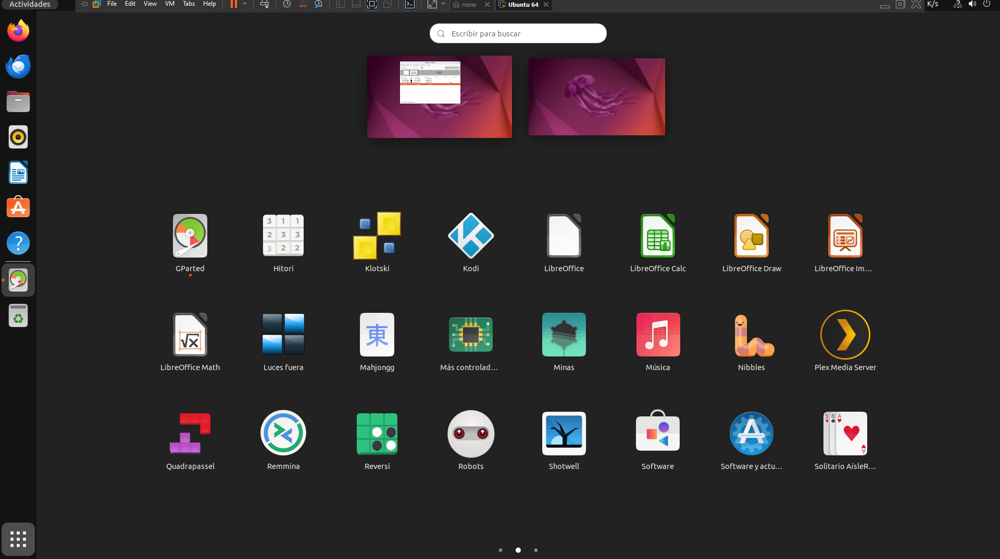 Actividades
File Edit View VM Tabs Help
Home
Ubuntu 64
K/s
Escribir para buscar
GParted
Hitori
Klotski
Kodi
LibreOffice
LibreOffice Calc
LibreOffice Draw
LibreOffice Im...
LibreOffice Math
Luces fuera
Mahjongg
Más controlad...
Minas
Música
Nibbles
Plex Media Server
Quadrapassel
Remmina
Reversi
Robots
Shotwell
Software
Software y actu...
Solitario AisleR...